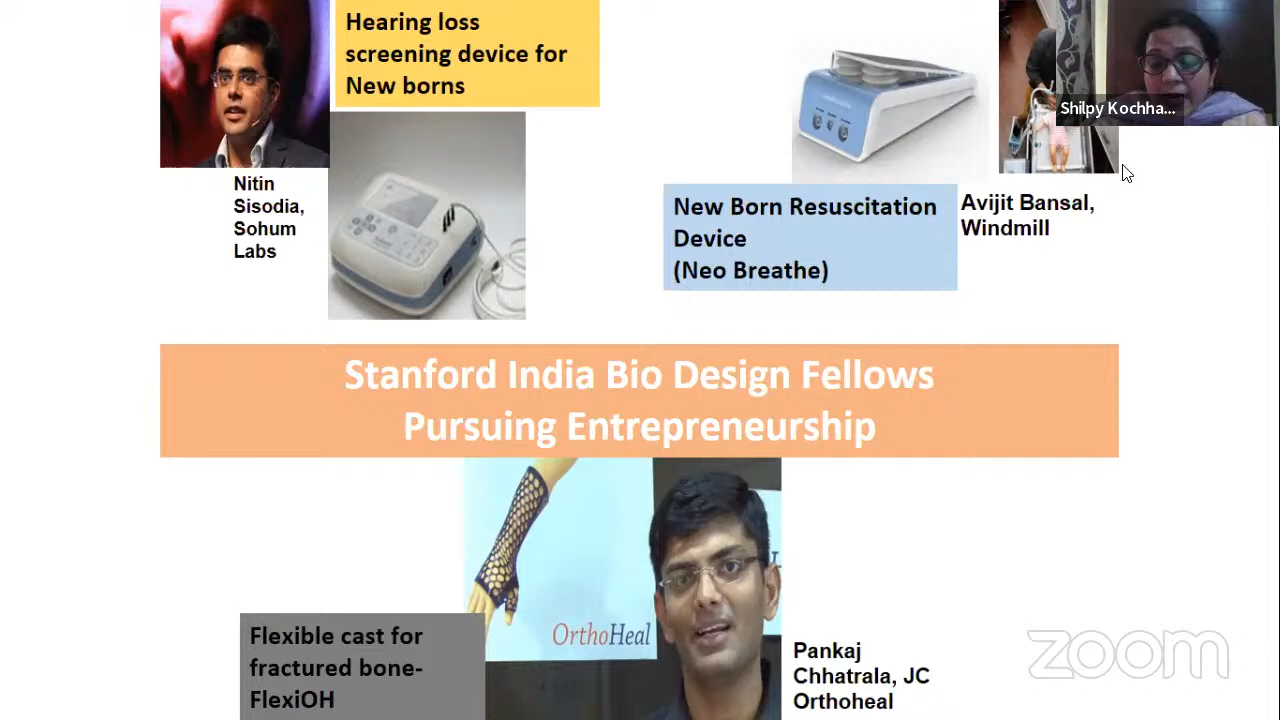 Hearing loss
screening device for
New borns
Nitin
Sisodia,
Sohum
Labs
Shilpy Kochha...
New Born Resuscitation
Device
(Neo Breathe)
Avijit Bansal,
Windmill
Stanford India Bio Design Fellows
Pursuing Entrepreneurship
OrthoHeal
Flexible cast for
fractured bone-
FlexiOH
Pankaj
Chhatrala, JC
Orthoheal
zoom